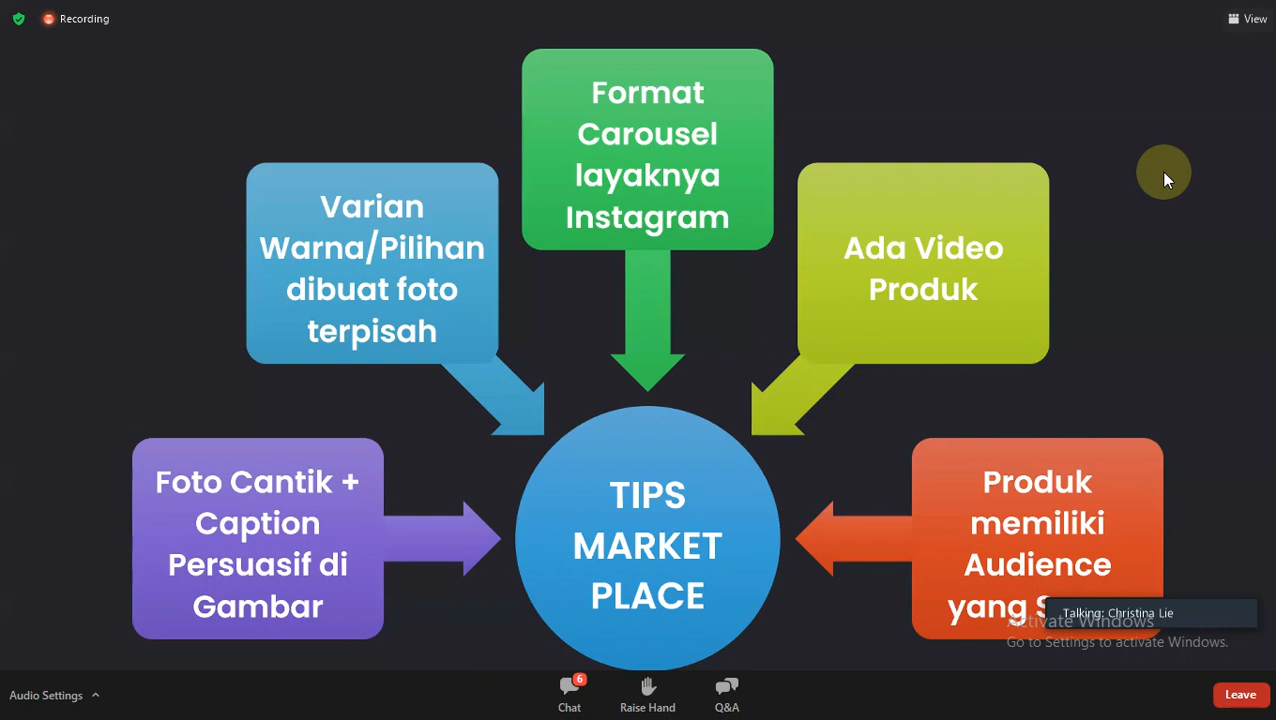 Recording
View
Format
Carousel
layaknya
Instagram
Varian
Warna/Pilihan
dibuat foto
terpisah
Ada Video
Produk
Foto Cantik +
Caption
Persuasif di
Gambar
TIPS
MARKET
PLACE
Produk
memiliki
Audience
yang
Talking: Christina Lie
Activate Windows
Go to Settings to activate Windows.
Audio Settings
6
Chat
Raise Hand
Q&A
Leave